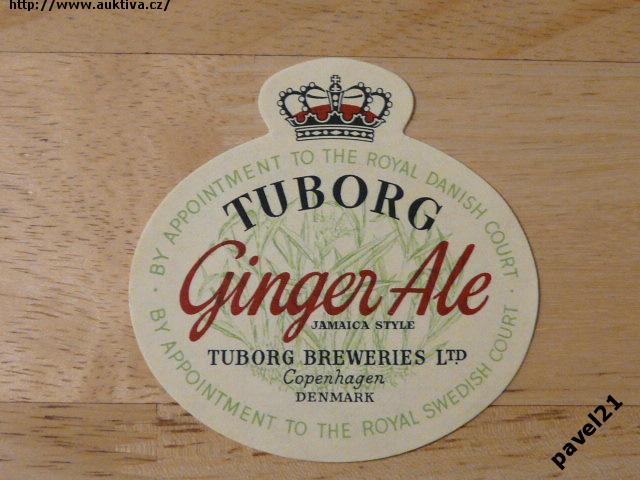 http://www.auktiva.cz/
BY APPOINTMENT TO THE ROYAL DANISH COURT
TUBORG
Ginger Ale
JAMAICA STYLE
TUBORG BREWERIES LTD
Copenhagen
DENMARK
BY APPOINTMENT TO THE ROYAL SWEDISH COURT
pavel21